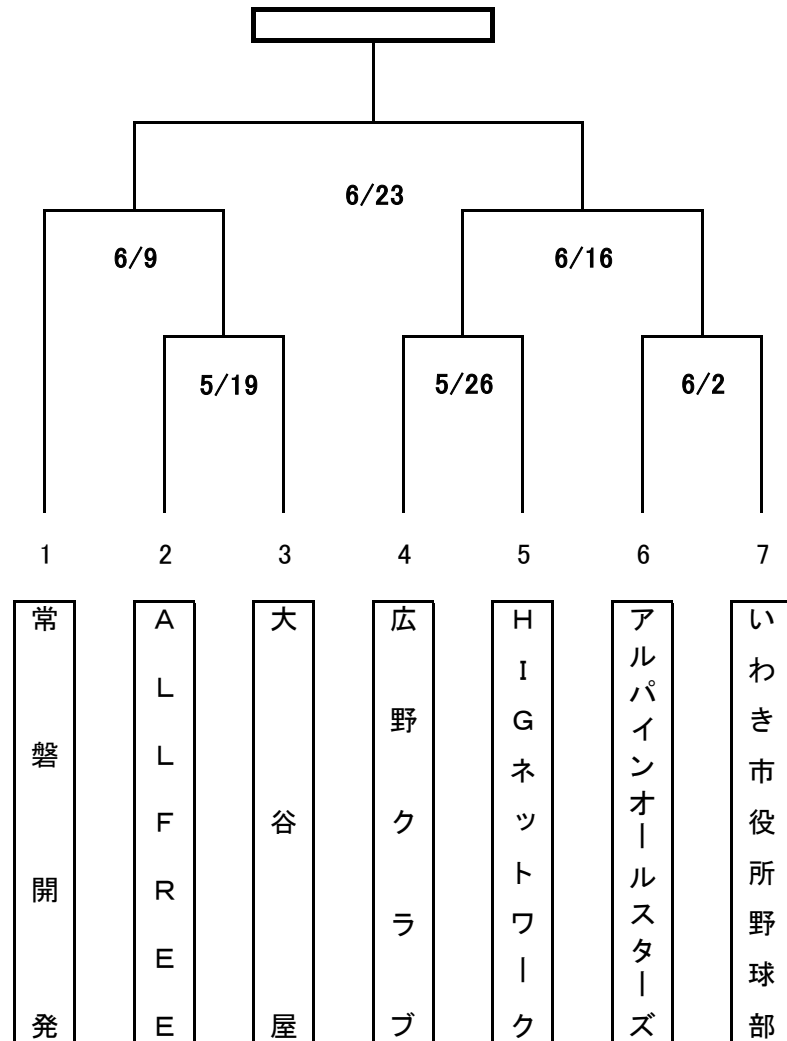 6/23
6/9
6/16
5/19
5/26
6/2
1
2
3
4
5
6
7
常磐開発
ALLFREE
大谷屋
広野クラブ
HIGネットワーク
アルパインオールスターズ
いわき市役所野球部